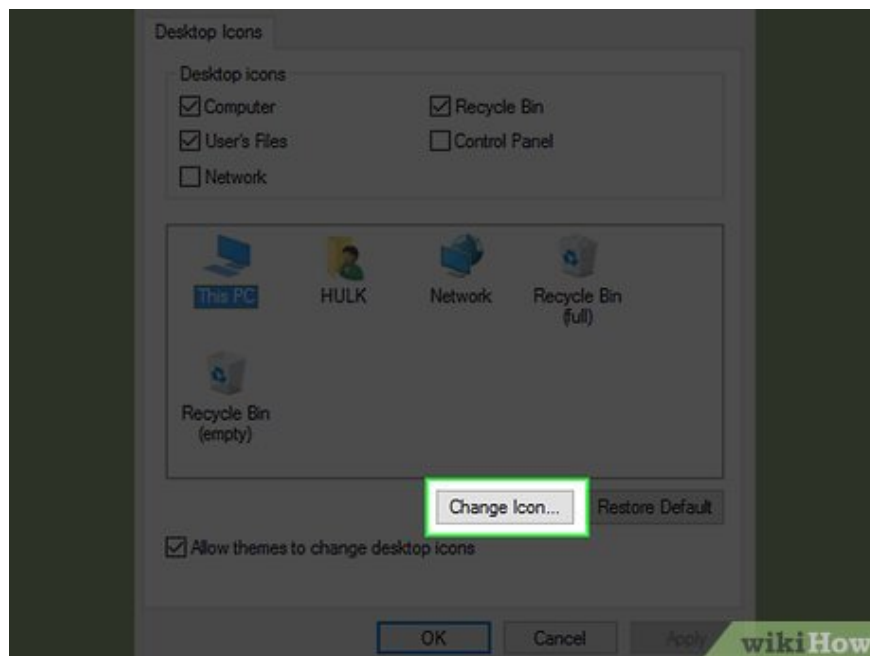 Desktop Icons
Desktop icons
Computer
Recycle Bin
User's Files
Control Panel
Network
This PC
HULK
Network
Recycle Bin
(full)
Recycle Bin
(empty)
Change Icon...
Restore Default
Allow themes to change desktop icons
OK
Cancel
Apply
wikiHow